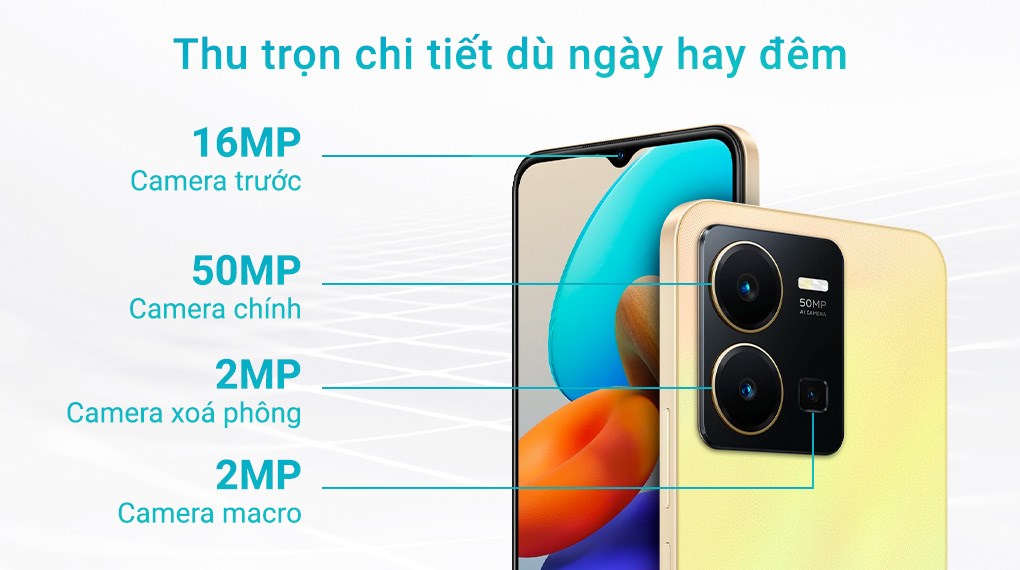 Thu trọn chi tiết dù ngày hay đêm
16MP
Camera trước
50MP
Camera chính
2MP
Camera xoá phông
2MP
Camera macro
50MP
AI CAMERA